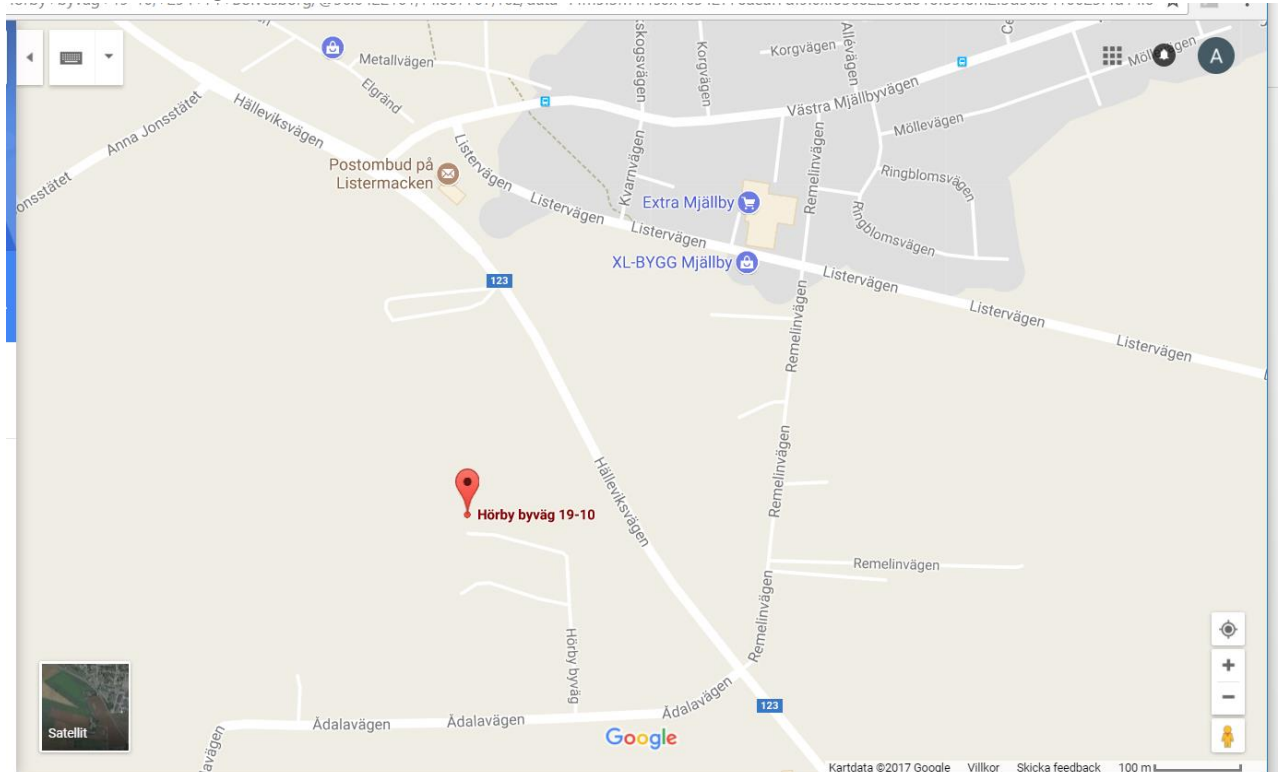 Metallvägen
Elgränd
skogsvägen
Korgvägen
Korgvägen
Allévägen
A
Anna Jonsstätet
Hälleviksvägen
Västra Mjällbyvägen
Möllevägen
Postombud på
Listermacken
Listervägen
Kvarnvägen
Remelinvägen
Ringblomsvägen
Ringblomsvägen
onsstätet
Listervägen
Extra Mjällby
Listervägen
XL-BYGG Mjällby
123
Listervägen
Listervägen
Listervägen
Remelinvägen
Remelinvägen
Hälleviksvägen
Hörby byväg 19-10
Remelinvägen
Remelinvägen
Hörby byväg
Ådalavägen
Ådalavägen
Ådalavägen
123
avägen
Satellit
Google
Kartdata ©2017 Google Villkor Skicka feedback 100 m